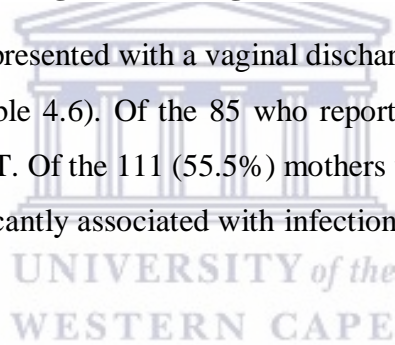 presented with a vaginal dischar
ble 4.6). Of the 85 who report
T. Of the 111 (55.5%) mothers
cantly associated with infection
UNIVERSITY of the
WESTERN CAPE